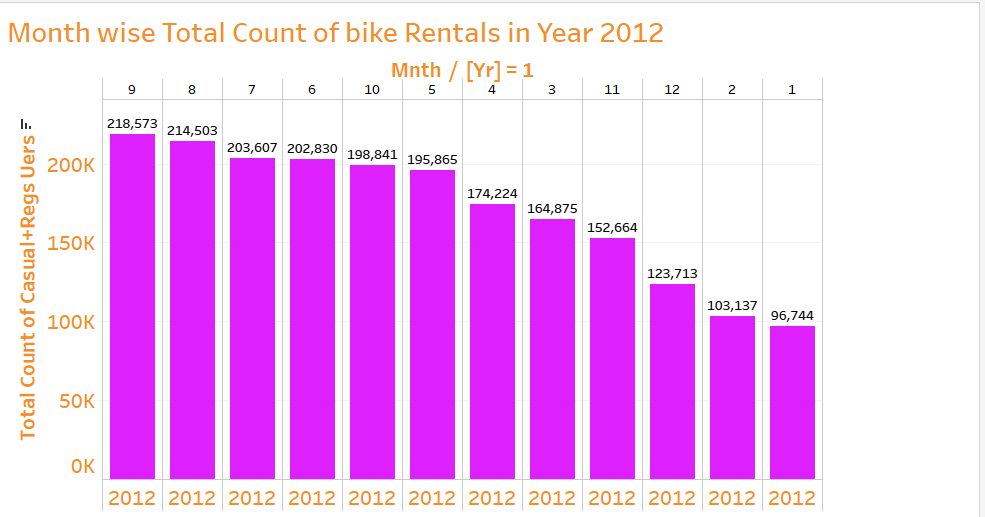 Month wise Total Count of bike Rentals in Year 2012
Mnth / [Yr] = 1
9 8 7 6 10 5 4 3 11 12 2 1
Total Count of Casual+Regs Uers
218,573 214,503 203,607 202,830 198,841 195,865 174,224 164,875 152,664 123,713 103,137 96,744
200K
150K
100K
50K
0K
2012 2012 2012 2012 2012 2012 2012 2012 2012 2012 2012 2012